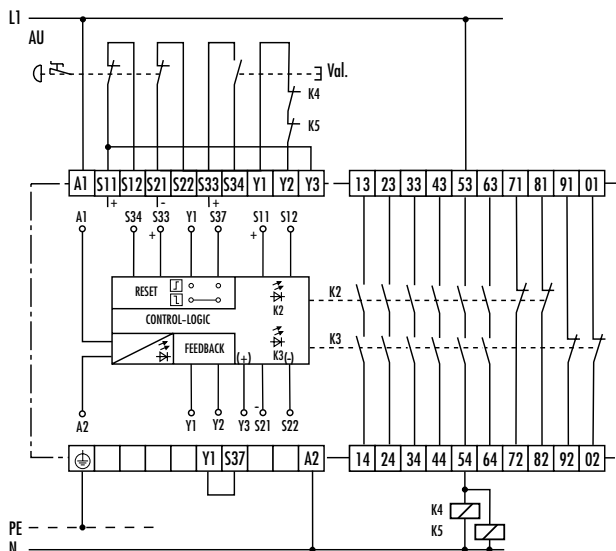 L1
AU
Val.
K4
K5
A1 S11 S12 S21 S22 S33 S34 Y1 Y2 Y3 13 23 33 43 53 63 71 81 91 01
+ - +
A1 S34 S33 Y1 S37 S11 S12
+ +
RESET
K2
K2
CONTROL-LOGIC
K3
FEEDBACK (+) K3 (-)
-
A2 Y1 Y2 Y3 S21 S22
Y1 S37 A2 14 24 34 44 54 64 72 82 92 02
K4
K5
PE
N